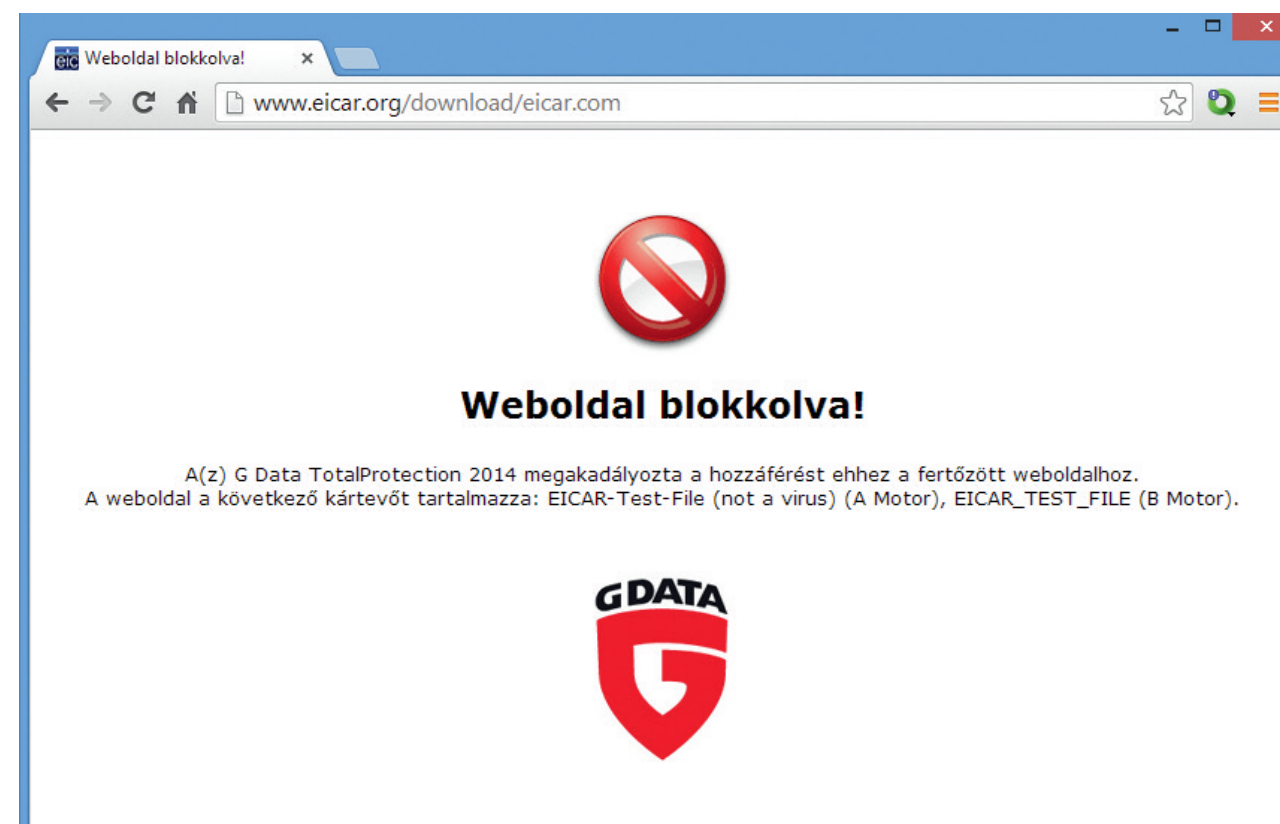 eic Weboldal blokkolva!
www.eicar.org/download/eicar.com
Weboldal blokkolva!
A(z) G Data TotalProtection 2014 megakadályozta a hozzáférést ehhez a fertőzött weboldalhoz.
A weboldal a következő kártevőt tartalmazza: EICAR-Test-File (not a virus) (A Motor), EICAR_TEST_FILE (B Motor).
G DATA